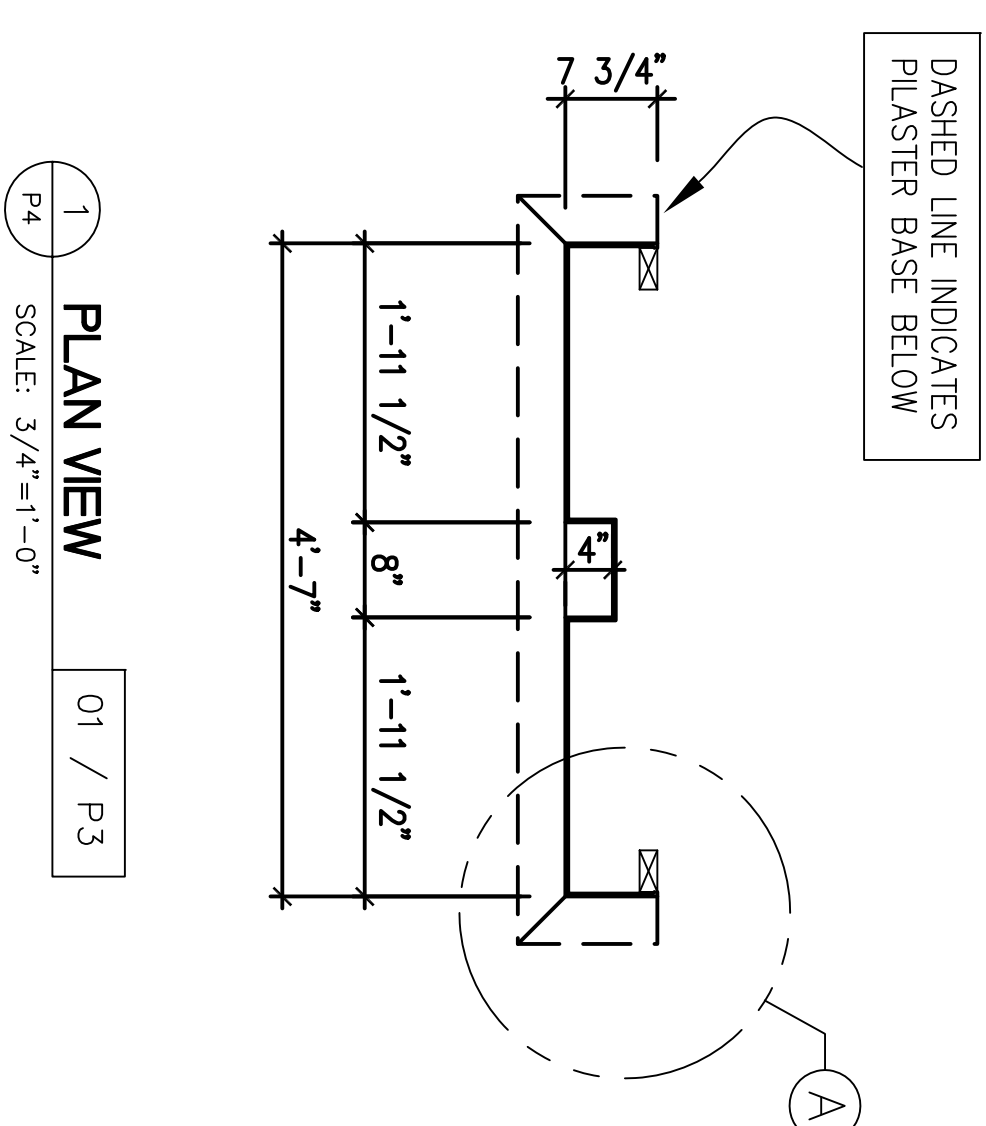 DASHED LINE INDICATES
PILASTER BASE BELOW
7 3/4"
4"
1'-11 1/2"
8"
1'-11 1/2"
4'-7"
A
1
P4
PLAN VIEW
SCALE: 3/4"=1'-0"
01 / P3